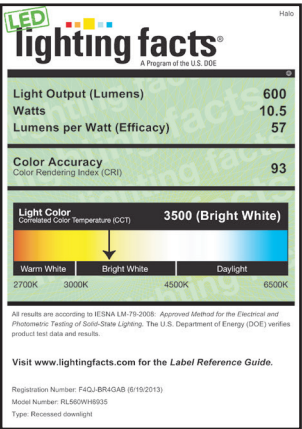 Halo
LED
lighting facts®
A Program of the U.S. DOE
Light Output (Lumens) 600
Watts 10.5
Lumens per Watt (Efficacy) 57
Color Accuracy
Color Rendering Index (CRI) 93
Light Color
Correlated Color Temperature (CCT) 3500 (Bright White)
Warm White Bright White Daylight
2700K 3000K 4500K 6500K
All results are according to IESNA LM-79-2008: Approved Method for the Electrical and
Photometric Testing of Solid-State Lighting. The U.S. Department of Energy (DOE) verifies
product test data and results.
Visit www.lightingfacts.com for the Label Reference Guide.
Registration Number: F4QJ-BR4GAB (6/19/2013)
Model Number: RL560WH6935
Type: Recessed downlight